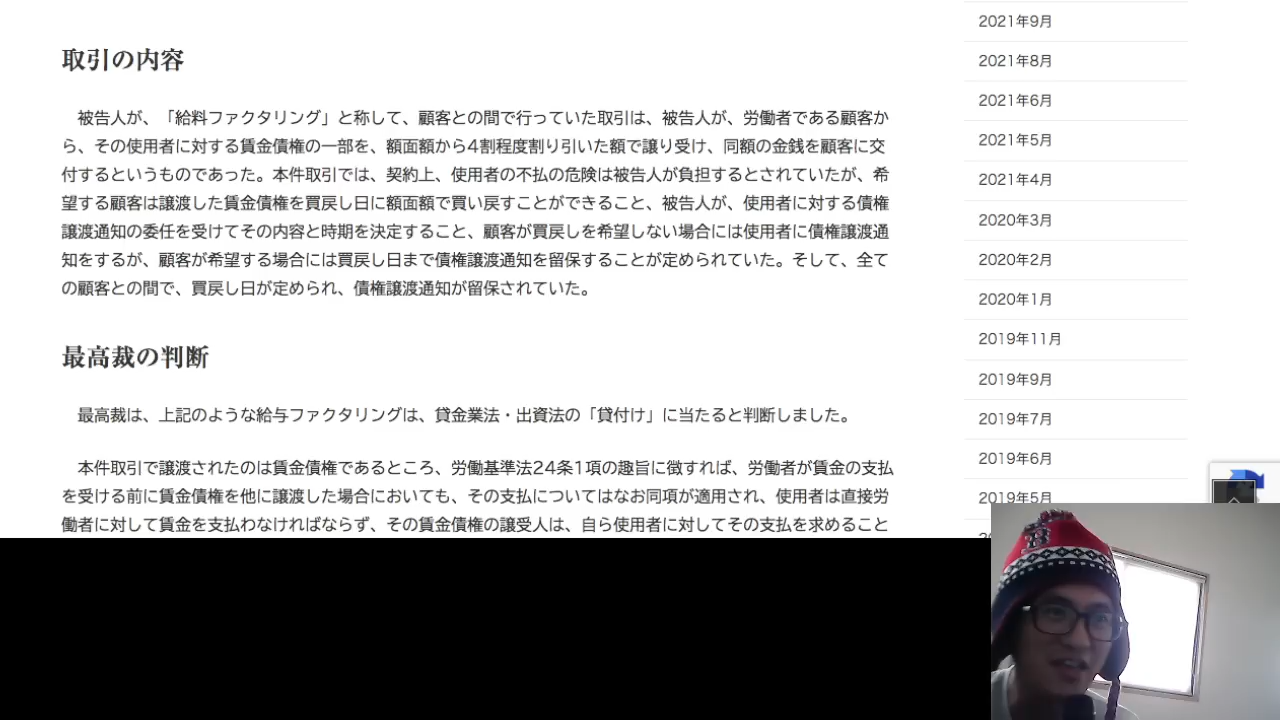 取引の内容
被告人が、「給料ファクタリング」と称して、顧客との間で行っていた取引は、被告人が、労働者である顧客か
ら、その使用者に対する賃金債権の一部を、額面額から4割程度割り引いた額で譲り受け、同額の金銭を顧客に交
付するというものであった。本件取引では、契約上、使用者の不払の危険は被告人が負担するとされていたが、希
望する顧客は譲渡した賃金債権を買戻し日に額面額で買い戻すことができること、被告人が、使用者に対する債権
譲渡通知の委任を受けてその内容と時期を決定すること、顧客が買戻しを希望しない場合には使用者に債権譲渡通
知をするが、顧客が希望する場合には買戻し日まで債権譲渡通知を留保することが定められていた。そして、全て
の顧客との間で、買戻し日が定められ、債権譲渡通知が留保されていた。
最高裁の判断
最高裁は、上記のような給与ファクタリングは、貸金業法・出資法の「貸付け」に当たると判断しました。
本件取引で譲渡されたのは賃金債権であるところ、労働基準法24条1項の趣旨に徴すれば、労働者が賃金の支払
を受ける前に賃金債権を他に譲渡した場合においても、その支払についてはなお同項が適用され、使用者は直接労
働者に対して賃金を支払わなければならず、その賃金債権の譲受人は、自ら使用者に対してその支払を求めること
2021年9月
2021年8月
2021年6月
2021年5月
2021年4月
2020年3月
2020年2月
2020年1月
2019年11月
2019年9月
2019年7月
2019年6月
2019年5月
B